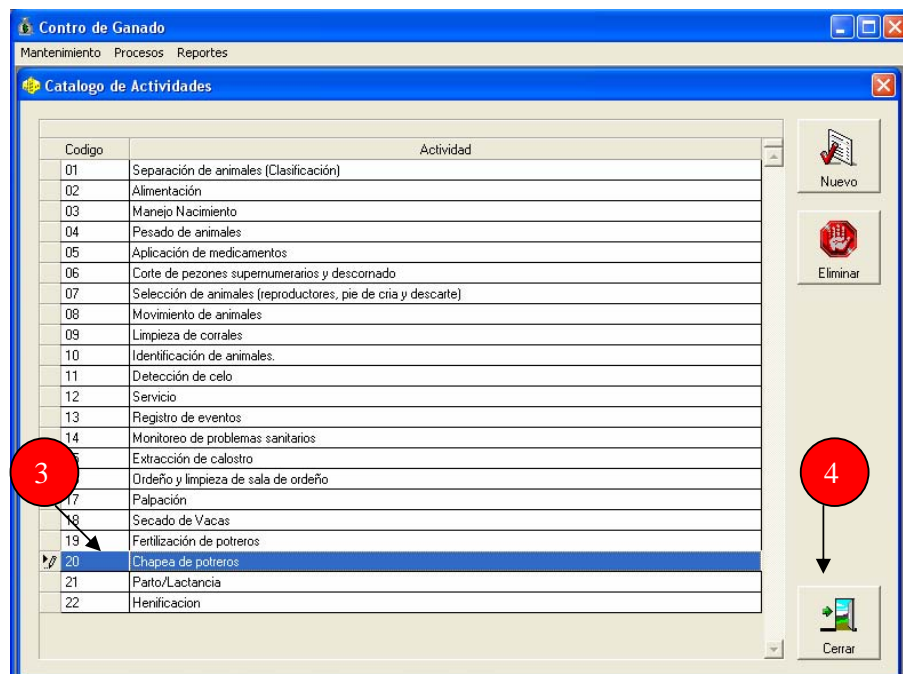 Contro de Ganado
Mantenimiento Procesos Reportes
Catalogo de Actividades
Codigo Actividad
01 Separación de animales (Clasificación)
02 Alimentación
03 Manejo Nacimiento
04 Pesado de animales
05 Aplicación de medicamentos
06 Corte de pezones supernumerarios y descornado
07 Selección de animales (reproductores, pie de cria y descarte)
08 Movimiento de animales
09 Limpieza de corrales
10 Identificación de animales.
11 Detección de celo
12 Servicio
13 Registro de eventos
14 Monitoreo de problemas sanitarios
Extracción de calostro
Ordeño y limpieza de sala de ordeño
17 Palpación
18 Secado de Vacas
19 Fertilización de potreros
20 Chapea de potreros
21 Parto/Lactancia
22 Henificacion
Nuevo
Eliminar
3
4
Cerrar